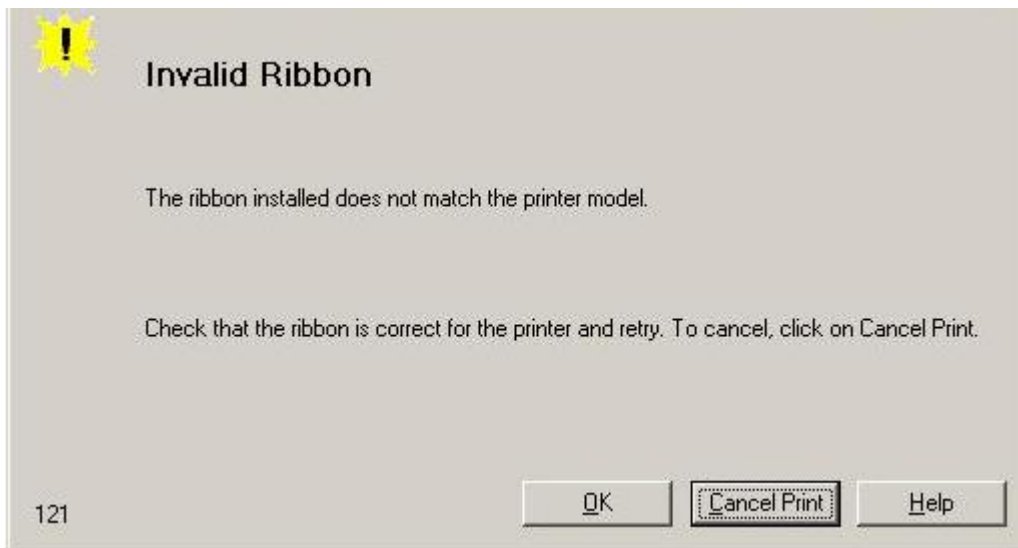 !
Invalid Ribbon
The ribbon installed does not match the printer model.
Check that the ribbon is correct for the printer and retry. To cancel, click on Cancel Print.
121
OK
Cancel Print
Help